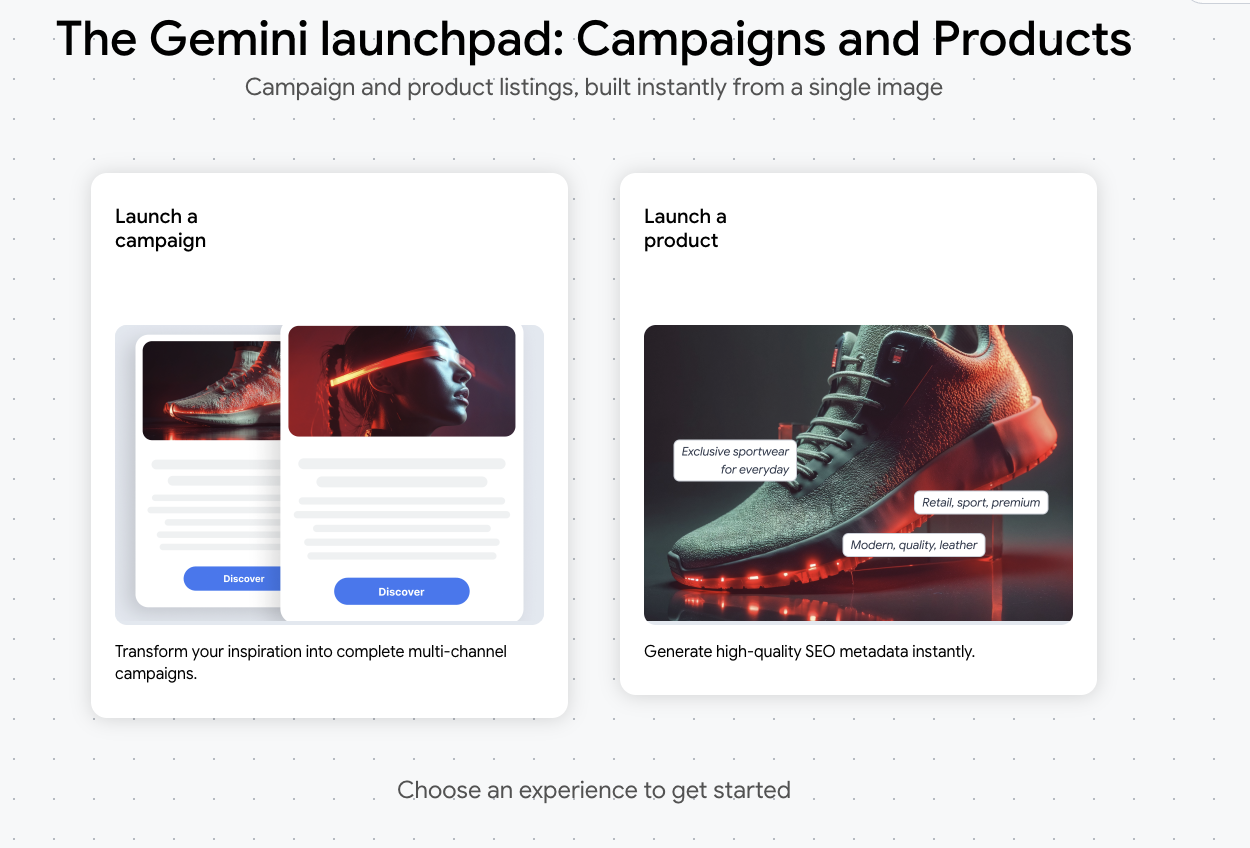 The Gemini launchpad: Campaigns and Products
Campaign and product listings, built instantly from a single image
Launch a
campaign
Discover
Discover
Transform your inspiration into complete multi-channel
campaigns.
Launch a
product
Exclusive sportwear
for everyday
Retail, sport, premium
Modern, quality, leather
Generate high-quality SEO metadata instantly.
Choose an experience to get started